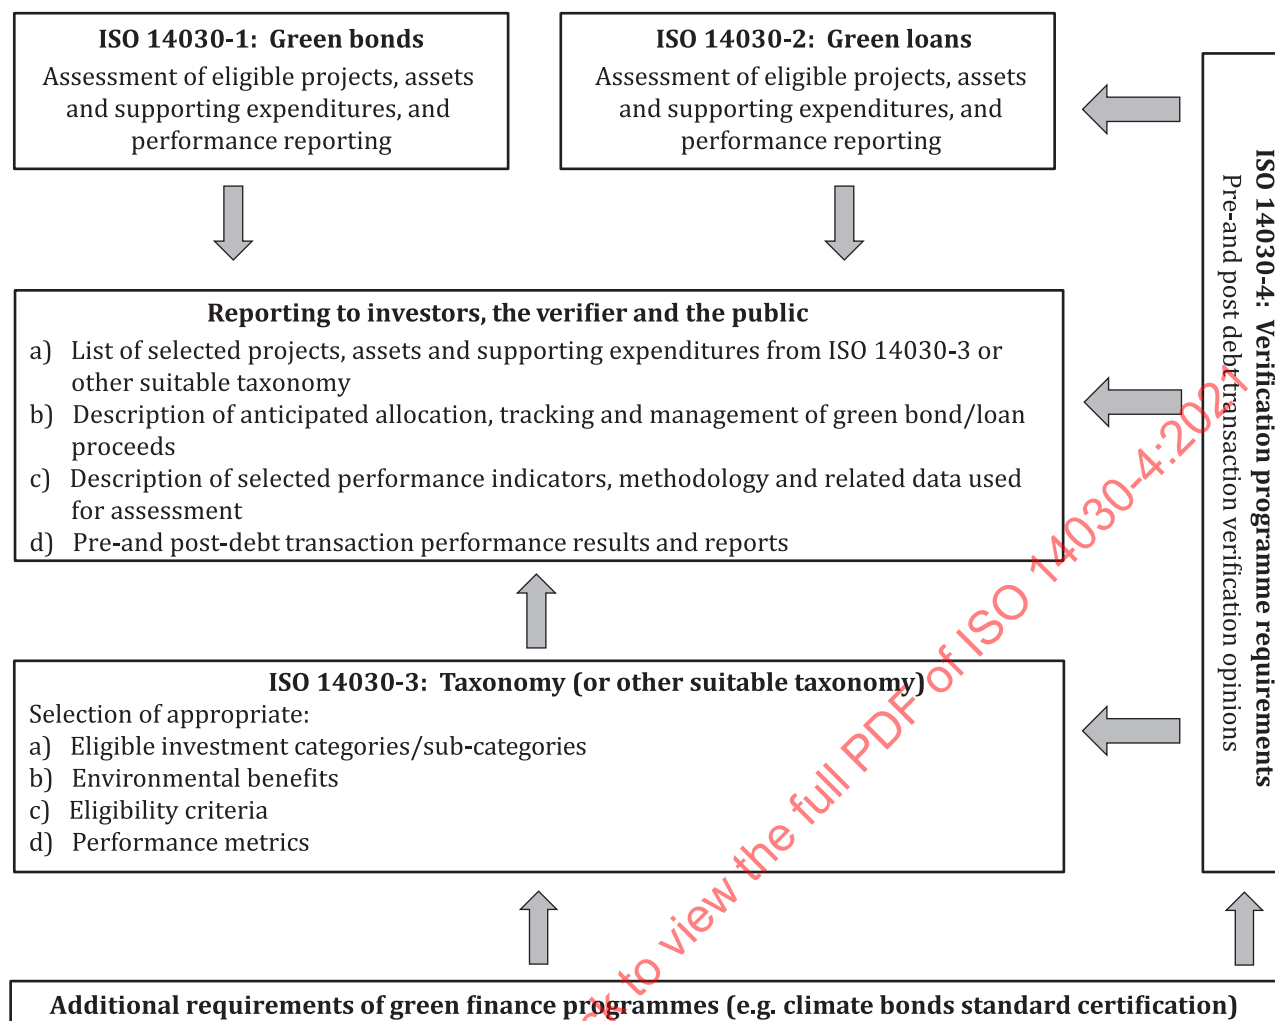 ISO 14030-1: Green bonds
Assessment of eligible projects, assets
and supporting expenditures, and
performance reporting
ISO 14030-2: Green loans
Assessment of eligible projects, assets
and supporting expenditures, and
performance reporting
ISO 14030-4: Verification programme requirements
Pre-and post debt transaction verification opinions
Reporting to investors, the verifier and the public
a) List of selected projects, assets and supporting expenditures from ISO 14030-3 or
other suitable taxonomy
b) Description of anticipated allocation, tracking and management of green bond/loan
proceeds
c) Description of selected performance indicators, methodology and related data used
for assessment
d) Pre-and post-debt transaction performance results and reports
ISO 14030-3: Taxonomy (or other suitable taxonomy)
Selection of appropriate:
a) Eligible investment categories/sub-categories
b) Environmental benefits
c) Eligibility criteria
d) Performance metrics
Additional requirements of green finance programmes (e.g. climate bonds standard certification)
to view the full PDF of ISO 14030-4:2021